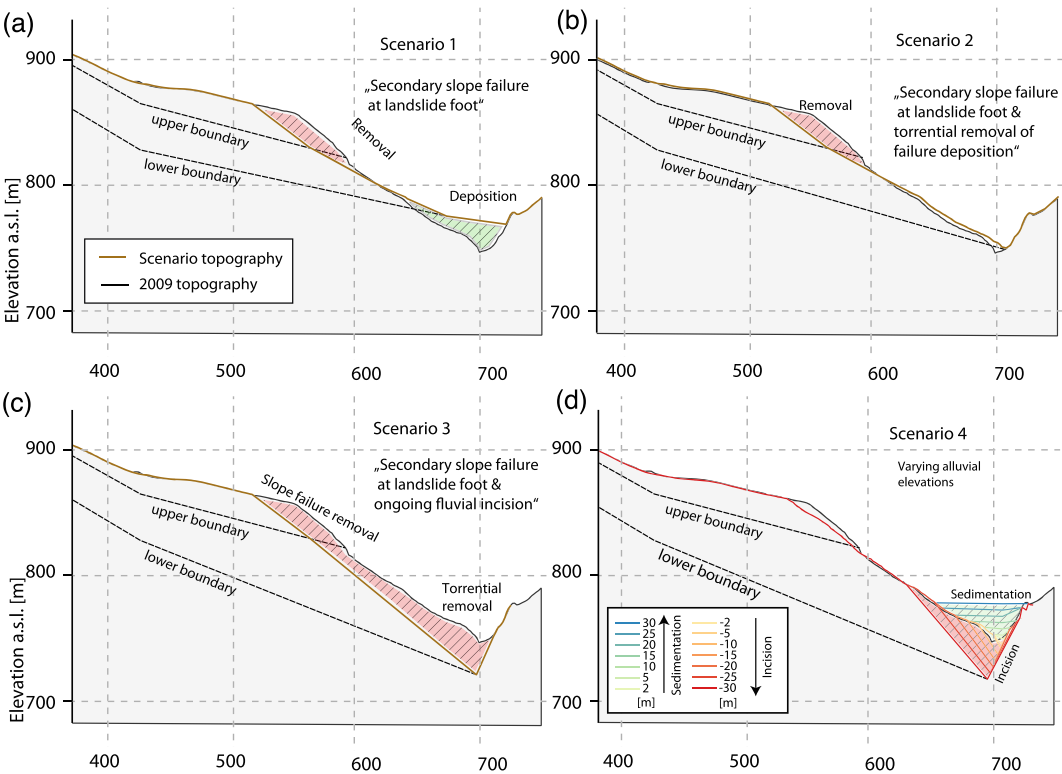 (a)
Scenario 1
„Secondary slope failure
at landslide foot“
900
800
700
Elevation a.s.l. [m]
upper boundary
lower boundary
Removal
Deposition
Scenario topography
2009 topography
400
500
600
700
(b)
Scenario 2
„Secondary slope failure
at landslide foot &
torrential removal of
failure deposition“
900
800
700
Removal
upper boundary
lower boundary
400
500
600
700
(c)
Scenario 3
„Secondary slope failure
at landslide foot &
ongoing fluvial incision“
900
800
700
Elevation a.s.l. [m]
Slope failure removal
upper boundary
lower boundary
Torrential
removal
400
500
600
700
(d)
Scenario 4
Varying alluvial
elevations
900
800
700
upper boundary
lower boundary
Sedimentation
Incision
30 -2
25 -5
20 -10
15 -15
10 -20
5 -25
2 -30
[m] [m]
Sedimentation
Incision
400
500
600
700